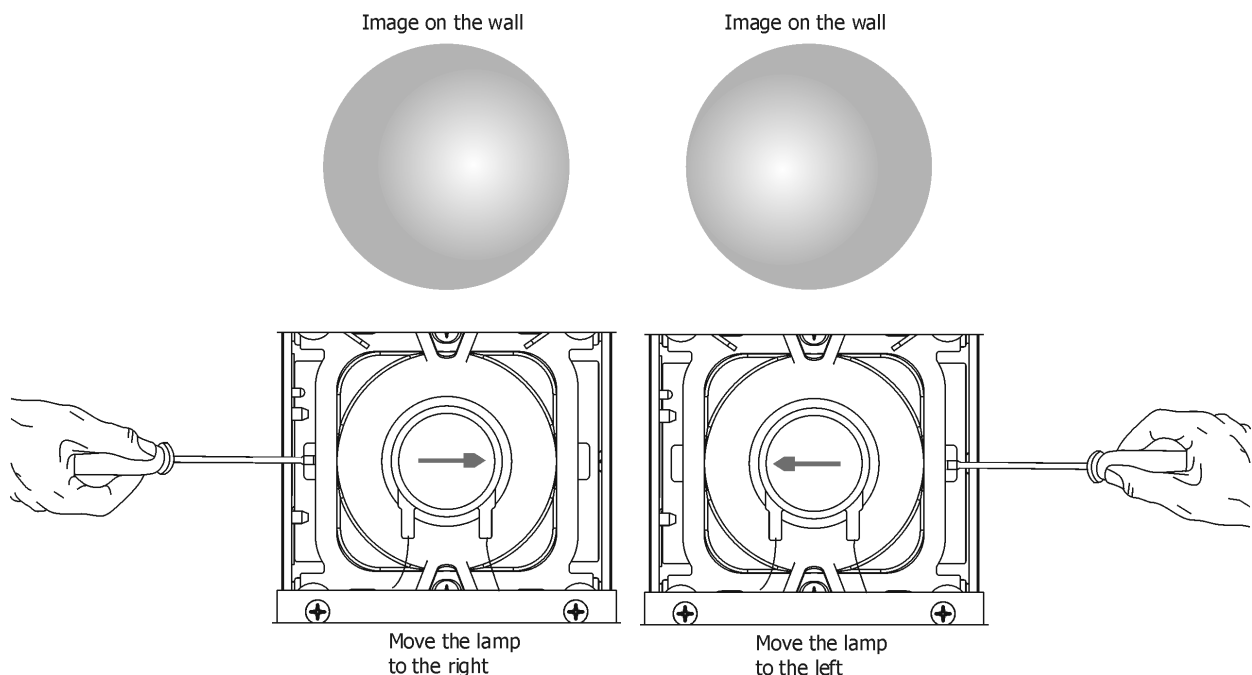 Image on the wall
Image on the wall
Move the lamp
to the right
Move the lamp
to the left